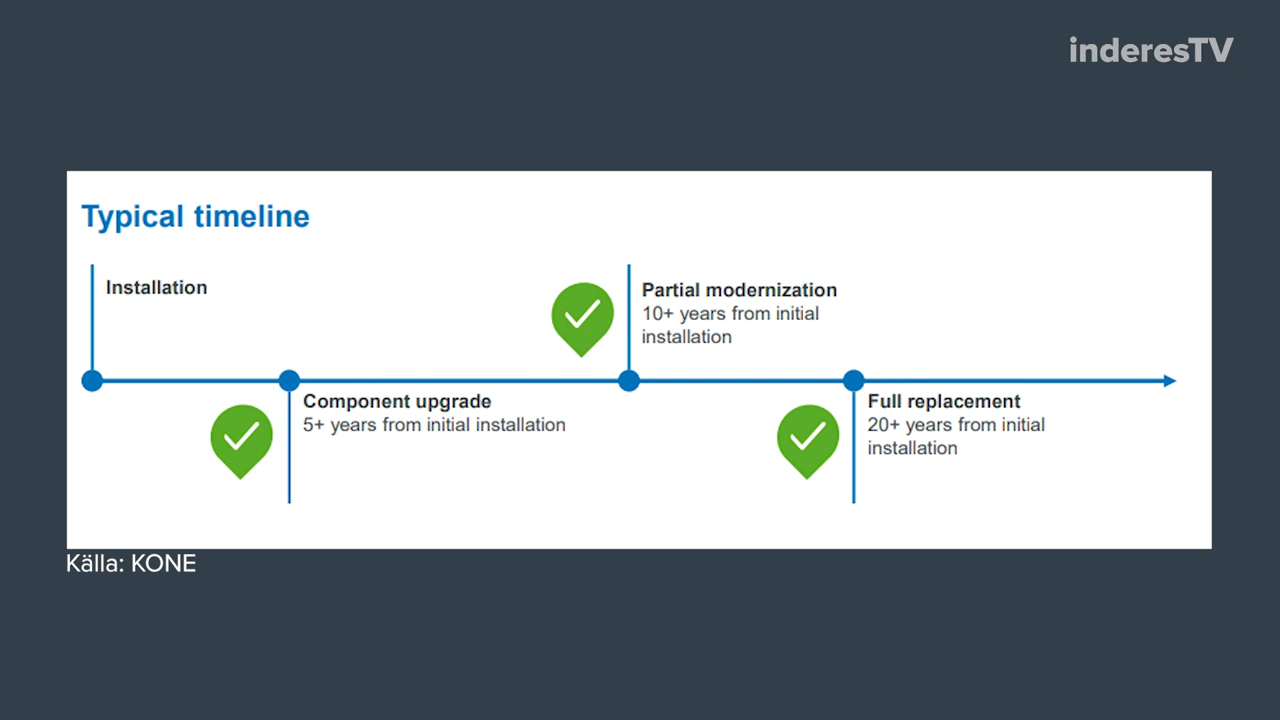 inderesTV
Typical timeline
Installation
Partial modernization
10+ years from initial
installation
Component upgrade
5+ years from initial installation
Full replacement
20+ years from initial
installation
Källa: KONE